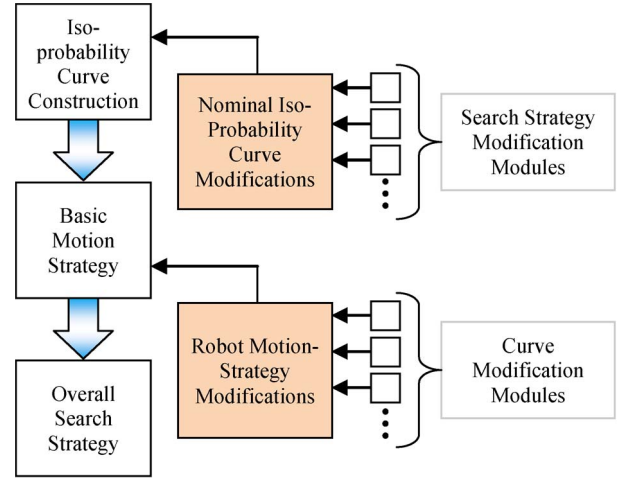 Iso-
probability
Curve
Construction
Nominal Iso-
Probability
Curve
Modifications
Search Strategy
Modification
Modules
Basic
Motion
Strategy
Robot Motion-
Strategy
Modifications
Curve
Modification
Modules
Overall
Search
Strategy